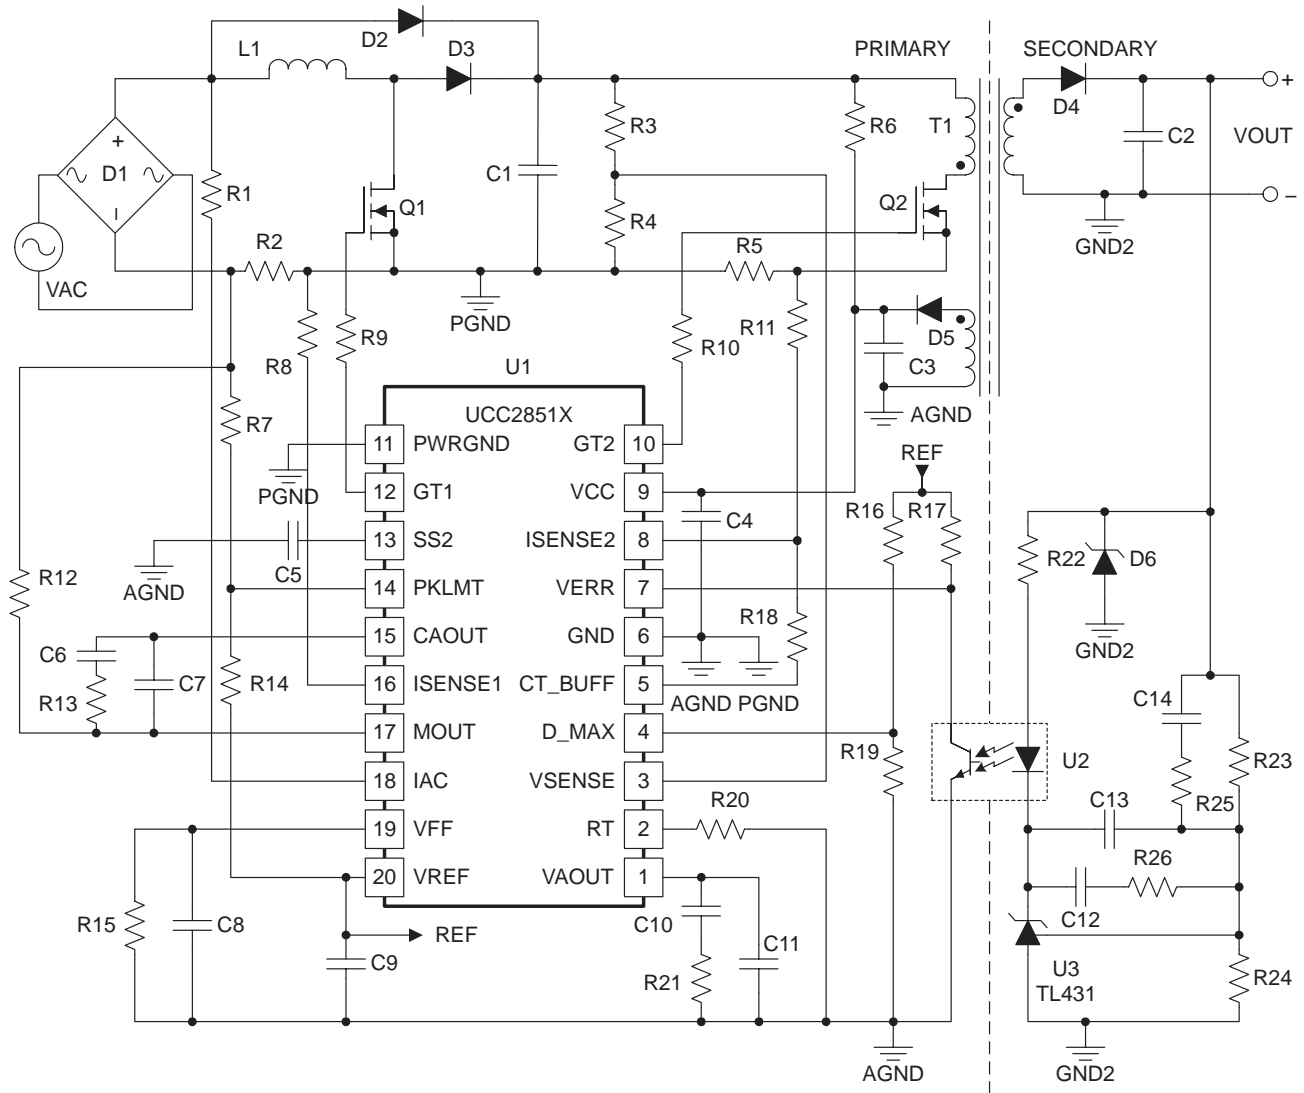 D2
L1
D3
PRIMARY
SECONDARY
+
D4
R3
R6
T1
C2
VOUT
+
D1
−
R1
C1
Q1
R4
Q2
−
GND2
R2
R5
VAC
PGND
R11
D5
R8
R9
R10
C3
U1
AGND
R7
UCC2851X
11 PWRGND
GT2 10
REF
PGND
12 GT1
VCC 9
C4
R16
R17
13 SS2
ISENSE2 8
R22
D6
C5
R12
AGND
14 PKLMT
VERR 7
R18
15 CAOUT
GND 6
GND2
C6
C7
R14
16 ISENSE1
CT_BUFF 5
AGND PGND
C14
R13
17 MOUT
D_MAX 4
R19
U2
R23
18 IAC
VSENSE 3
R20
C13
R25
19 VFF
RT 2
R26
20 VREF
VAOUT 1
C12
R15
C8
REF
C10
C11
C9
R21
U3
TL431
R24
AGND
GND2